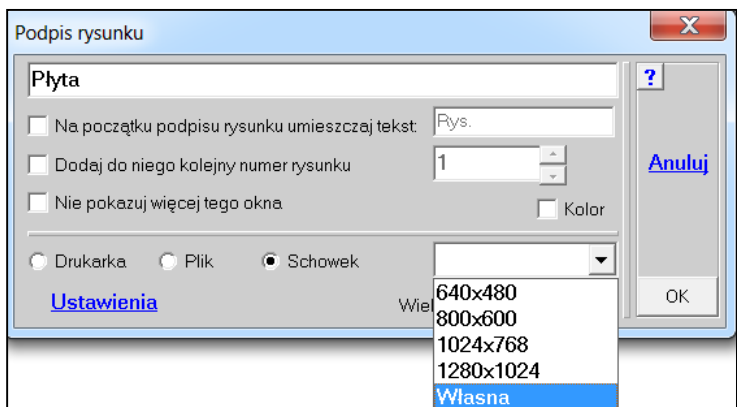 Podpis rysunku
X
Płyta
?
Na początku podpisu rysunku umieszczaj tekst:
Rys.
Dodaj do niego kolejny numer rysunku
1
Anuluj
Nie pokazuj więcej tego okna
Kolor
Drukarka
Plik
Schowek
Ustawienia
Wiel
OK
640x480
800x600
1024x768
1280x1024
Własna